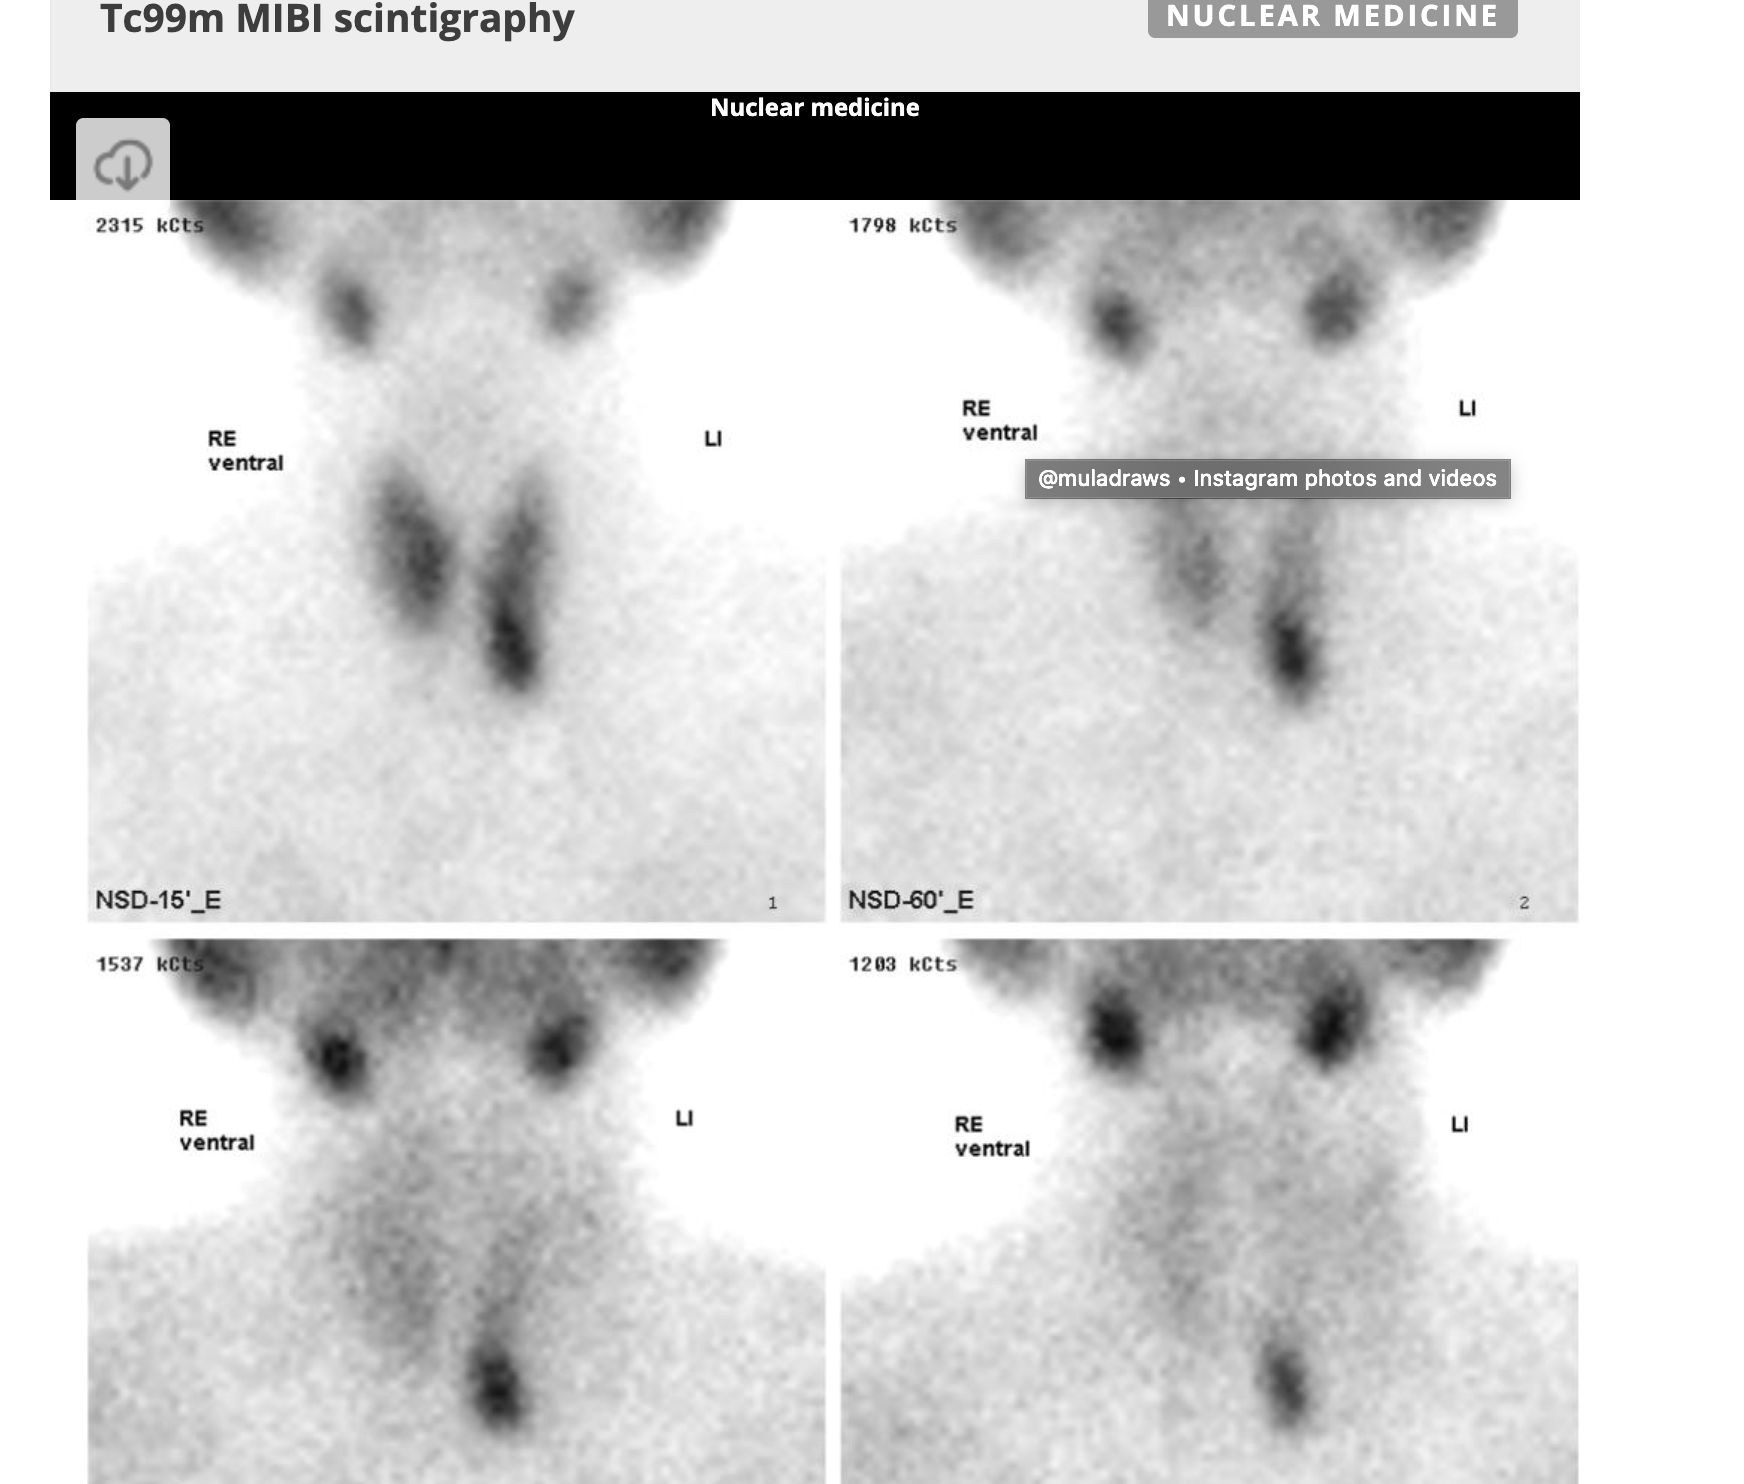 Tc99m MIBI scintigraphy
NUCLEAR MEDICINE
Nuclear medicine
2315 kCts
RE
ventral
LI
NSD-15'_E
1
1798 kCts
RE
ventral
LI
@muladraws • Instagram photos and videos
NSD-60'_E
2
1537 kCts
RE
ventral
LI
1203 kCts
RE
ventral
LI